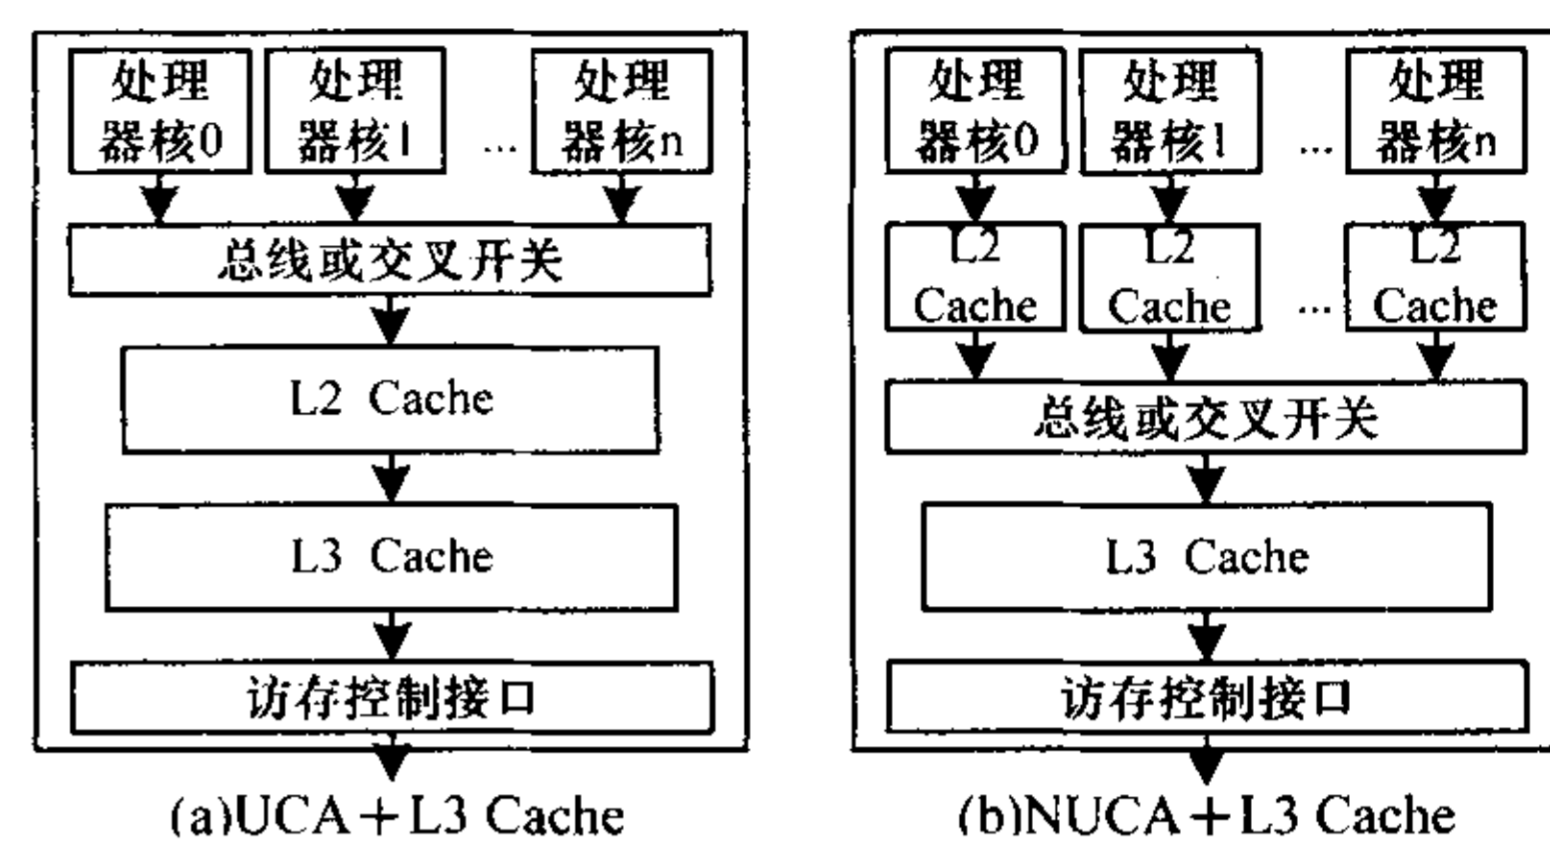 处理
器核0
处理
器核1
...
处理
器核n
总线或交叉开关
L2 Cache
L3 Cache
访存控制接口
(a)UCA+L3 Cache
处理
器核0
处理
器核1
...
处理
器核n
L2
Cache
L2
Cache
...
L2
Cache
总线或交叉开关
L3 Cache
访存控制接口
(b)NUCA+L3 Cache